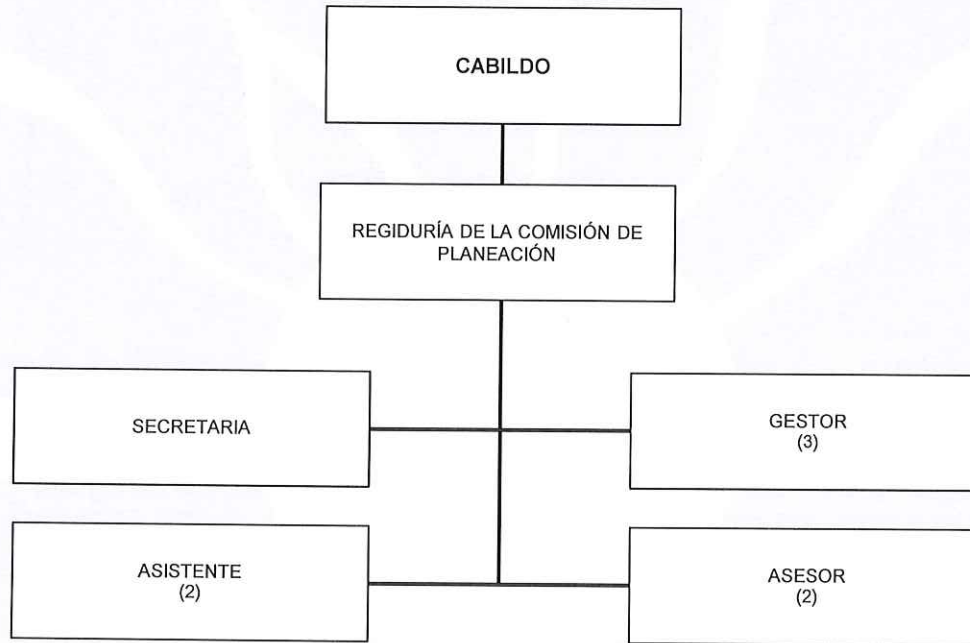 CABILDO
REGIDURÍA DE LA COMISIÓN DE
PLANEACIÓN
SECRETARIA
GESTOR
(3)
ASISTENTE
(2)
ASESOR
(2)